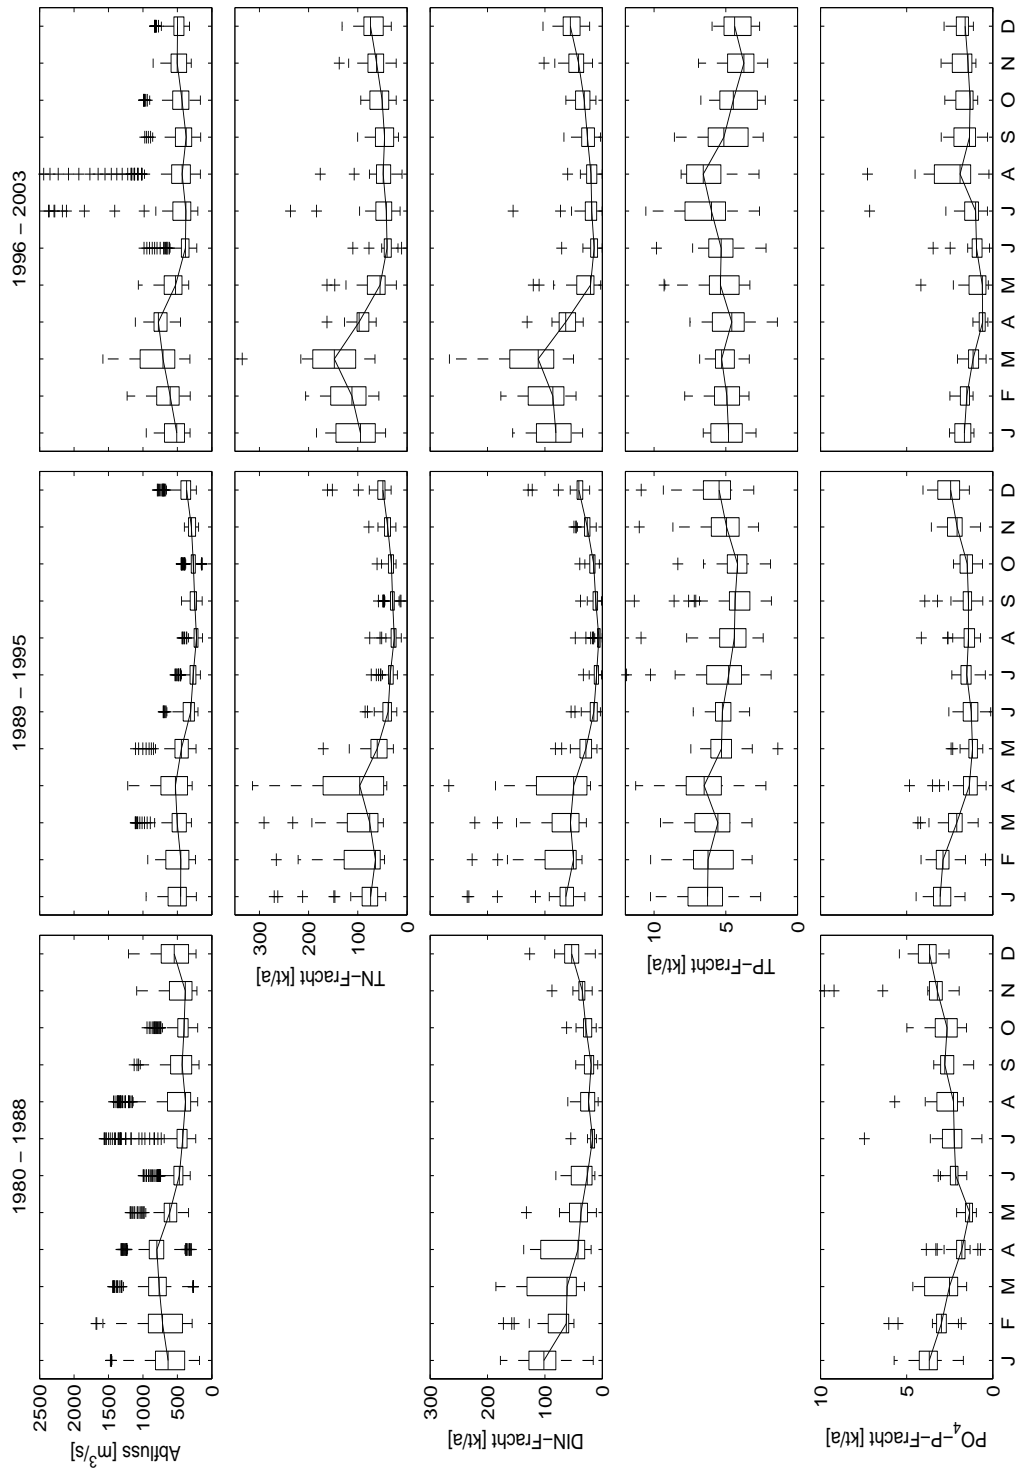 1980 – 1988
1989 – 1995
1996 – 2003
2500
2000
1500
1000
500
0
Abfluss [m³/s]
300
200
100
0
TN–Fracht [kt/a]
300
200
100
0
DIN–Fracht [kt/a]
10
5
0
TP–Fracht [kt/a]
10
5
0
PO₄–P–Fracht [kt/a]
J F M A M J J A S O N D
J F M A M J J A S O N D
J F M A M J J A S O N D